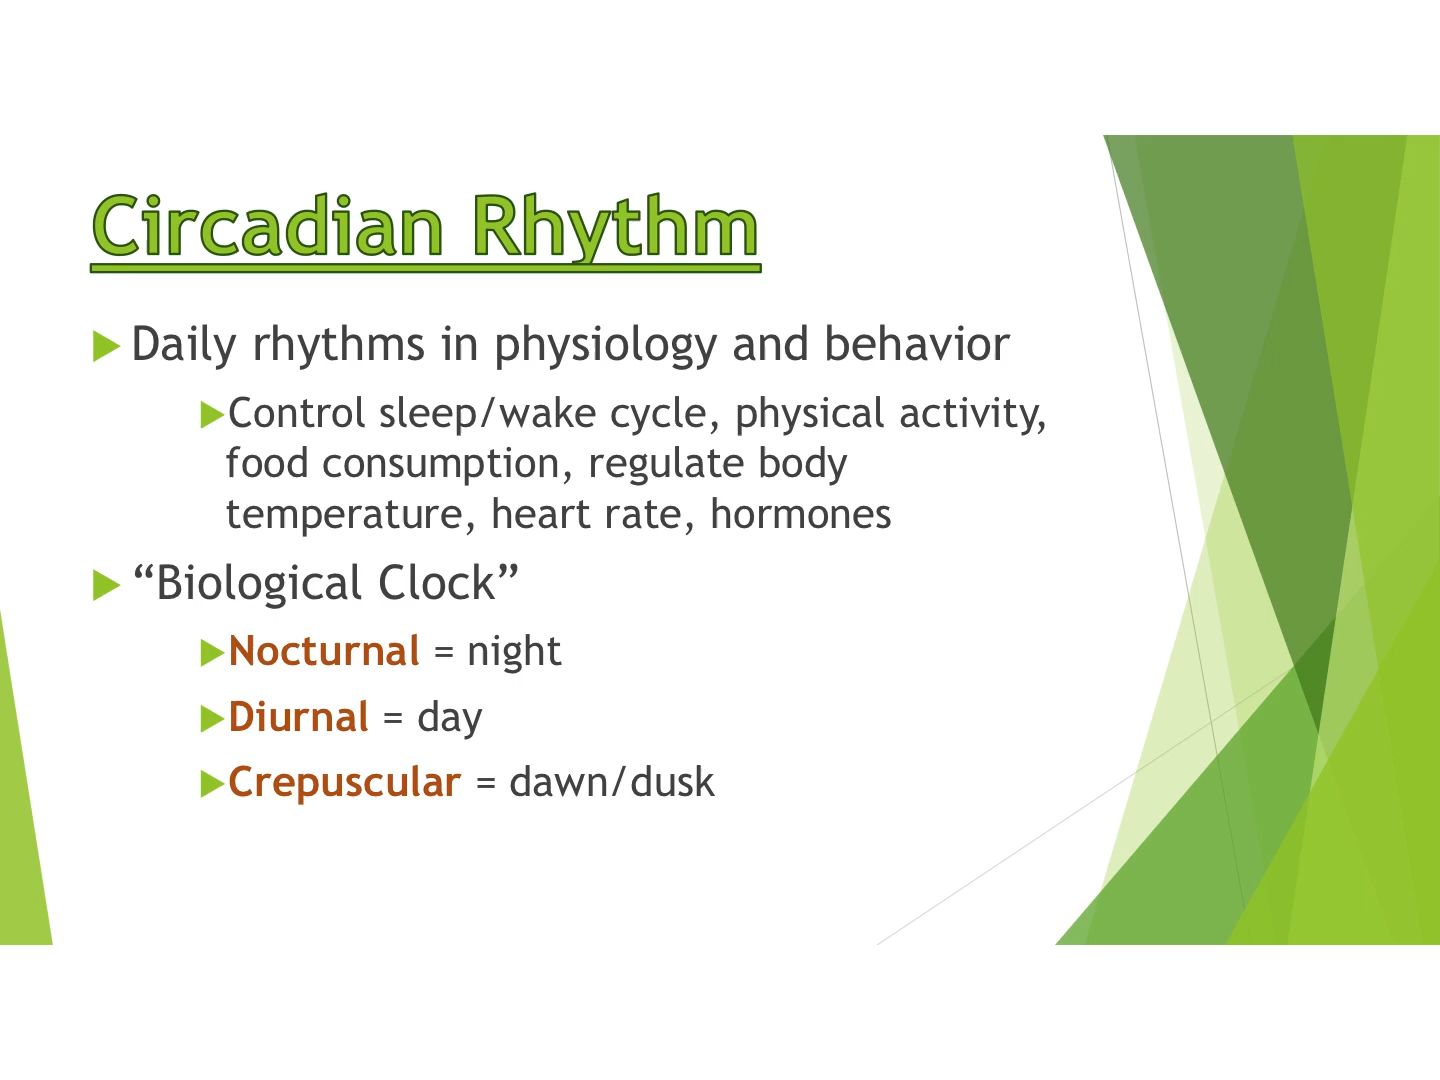 Circadian Rhythm
Daily rhythms in physiology and behavior
Control sleep/wake cycle, physical activity,
food consumption, regulate body
temperature, heart rate, hormones
“Biological Clock”
Nocturnal = night
Diurnal = day
Crepuscular = dawn/dusk